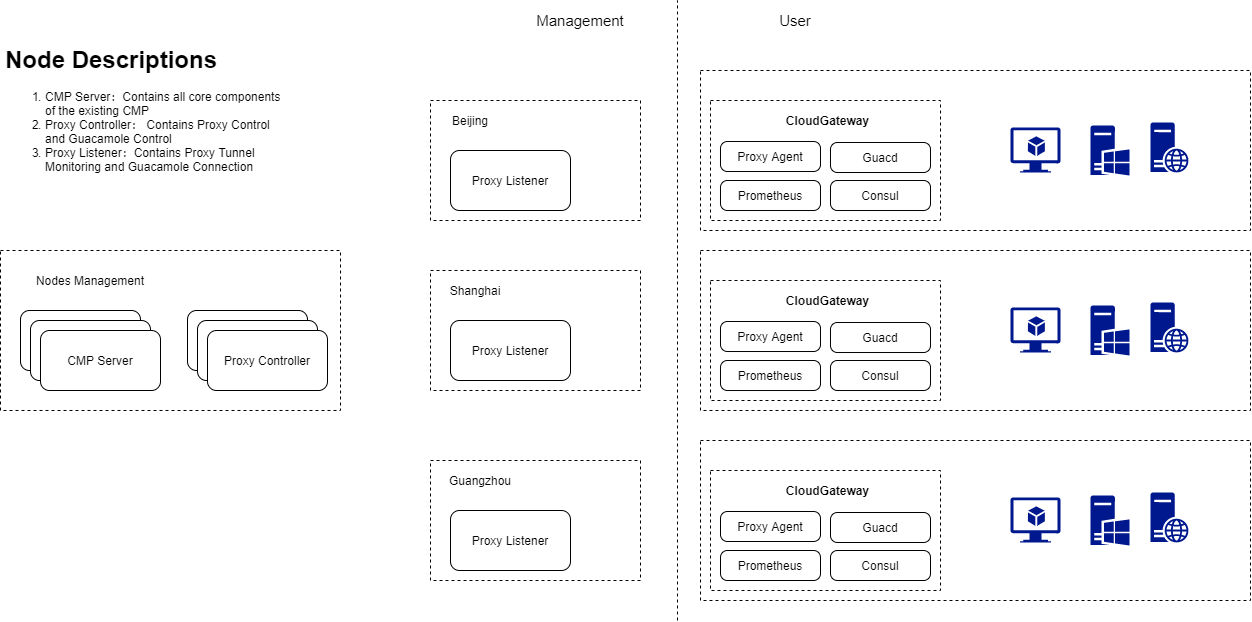 Management
User
Node Descriptions
1. CMP Server：Contains all core components
of the existing CMP
2. Proxy Controller： Contains Proxy Control
and Guacamole Control
3. Proxy Listener：Contains Proxy Tunnel
Monitoring and Guacamole Connection
Nodes Management
CMP Server
Proxy Controller
Beijing
Proxy Listener
Shanghai
Proxy Listener
Guangzhou
Proxy Listener
CloudGateway
Proxy Agent
Guacd
Prometheus
Consul
CloudGateway
Proxy Agent
Guacd
Prometheus
Consul
CloudGateway
Proxy Agent
Guacd
Prometheus
Consul